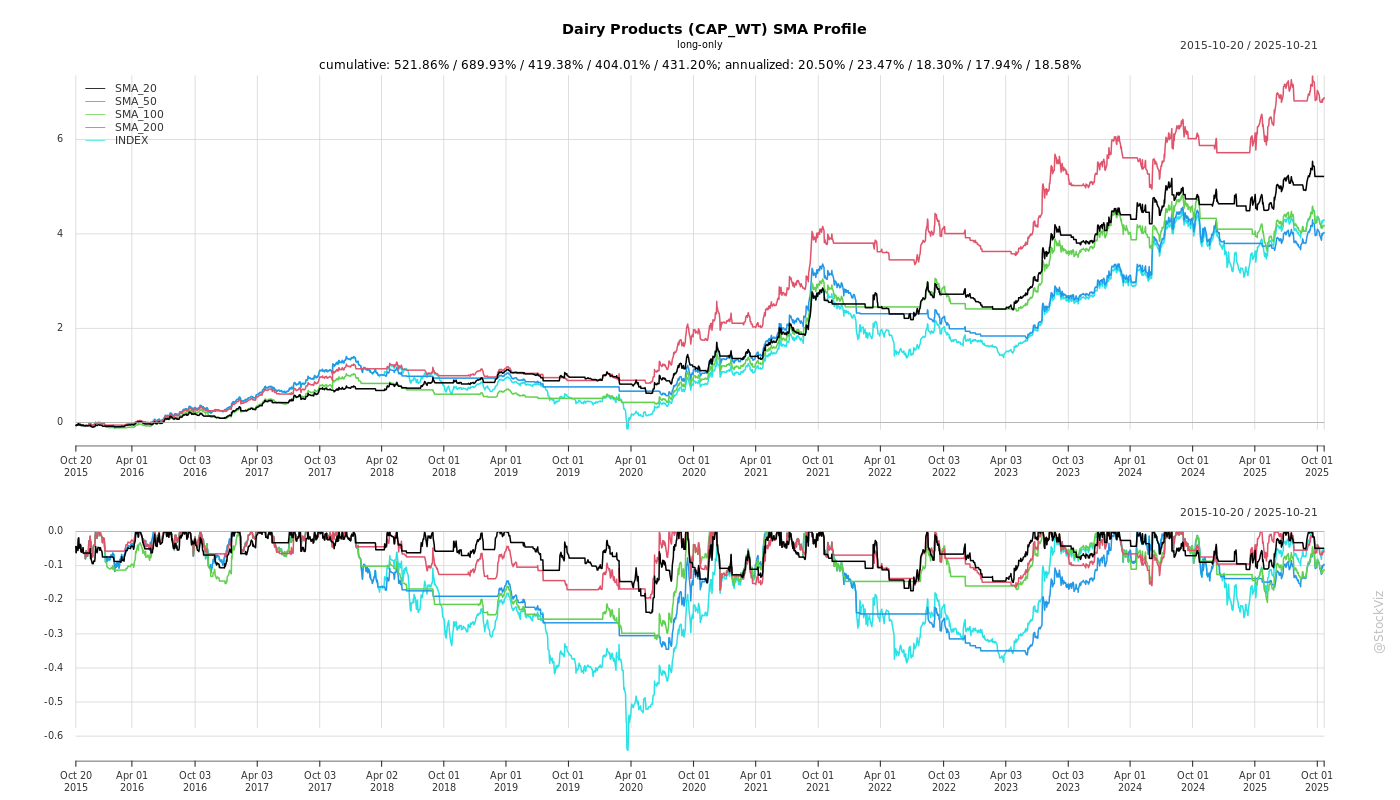 Dairy Products (CAP_WT) SMA Profile
long-only
2015-10-20 / 2025-10-21
cumulative: 521.86% / 689.93% / 419.38% / 404.01% / 431.20%; annualized: 20.50% / 23.47% / 18.30% / 17.94% / 18.58%
SMA_20
SMA_50
SMA_100
SMA_200
INDEX
6
4
2
0
Oct 20 Apr 01 Oct 03 Apr 03 Oct 03 Apr 02 Oct 01 Apr 01 Oct 01 Apr 01 Oct 01 Apr 01 Oct 01 Apr 01 Oct 03 Apr 03 Oct 03 Apr 01 Oct 01 Apr 01 Oct 01
2015 2016 2016 2017 2017 2018 2018 2019 2019 2020 2020 2021 2021 2022 2022 2023 2023 2024 2024 2025 2025
2015-10-20 / 2025-10-21
0.0
-0.1
-0.2
-0.3
-0.4
-0.5
-0.6
Oct 20 Apr 01 Oct 03 Apr 03 Oct 03 Apr 02 Oct 01 Apr 01 Oct 01 Apr 01 Oct 01 Apr 01 Oct 01 Apr 01 Oct 03 Apr 03 Oct 03 Apr 01 Oct 01 Apr 01 Oct 01
2015 2016 2016 2017 2017 2018 2018 2019 2019 2020 2020 2021 2021 2022 2022 2023 2023 2024 2024 2025 2025
@StockViz